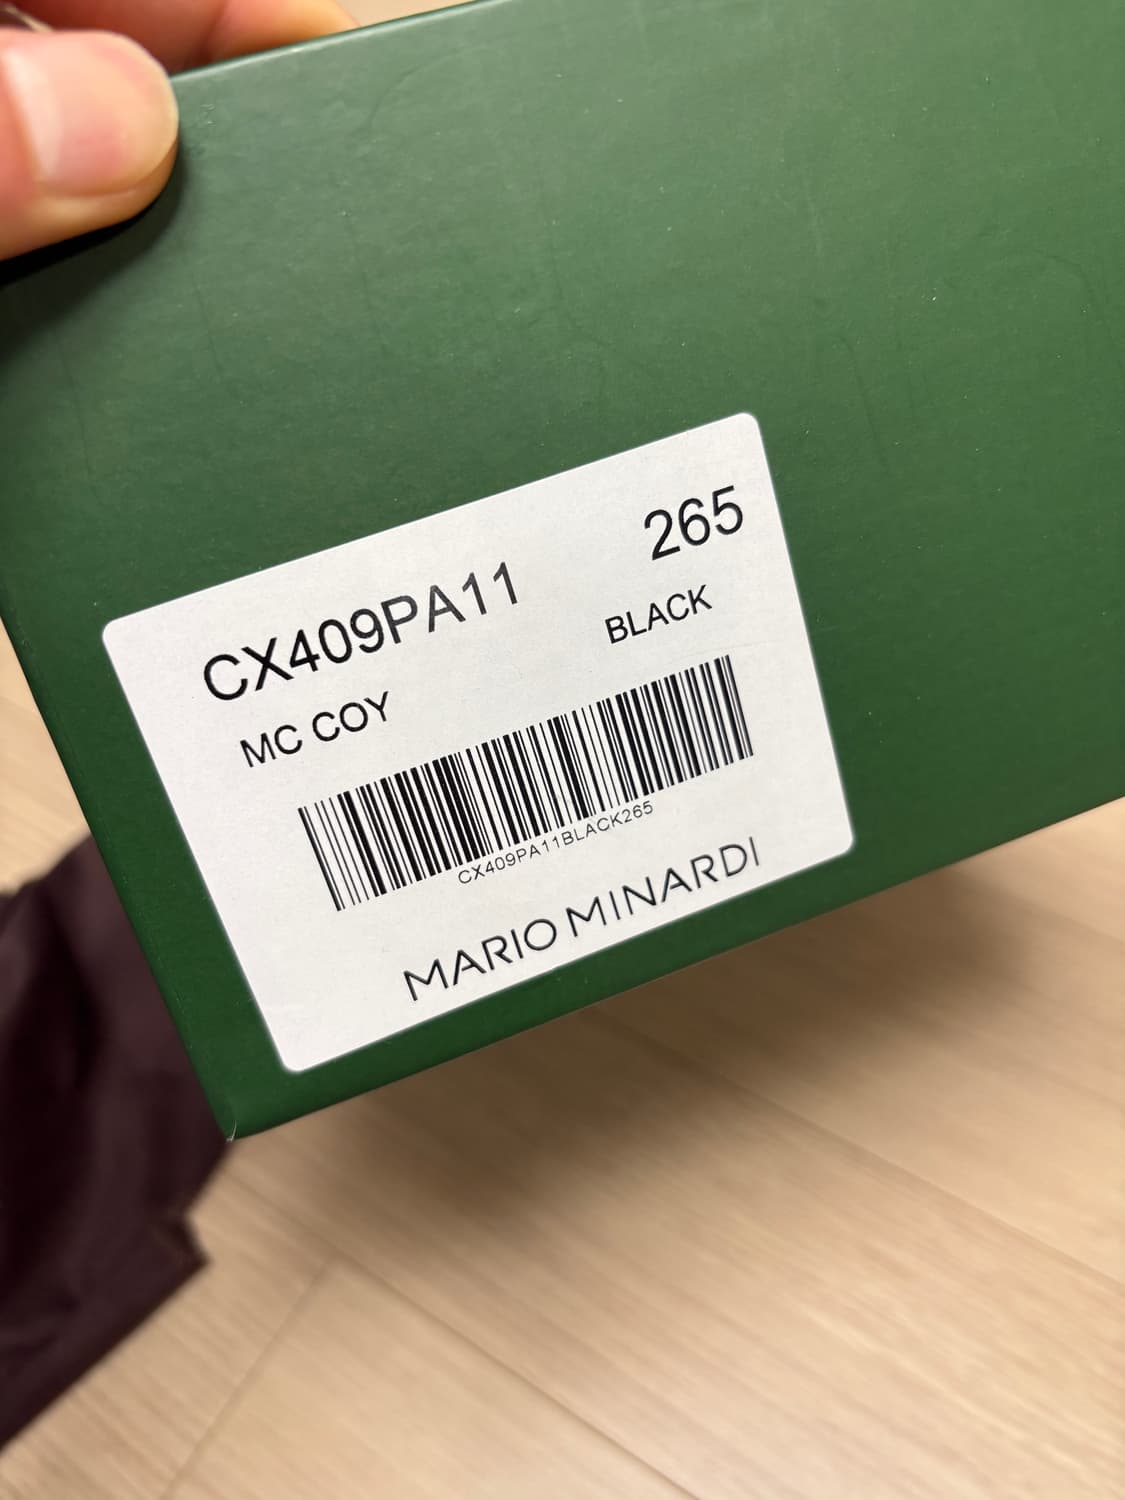 CX409PA11 265
MC COY BLACK
CX409PA11BLACK265
MARIO MINARDI